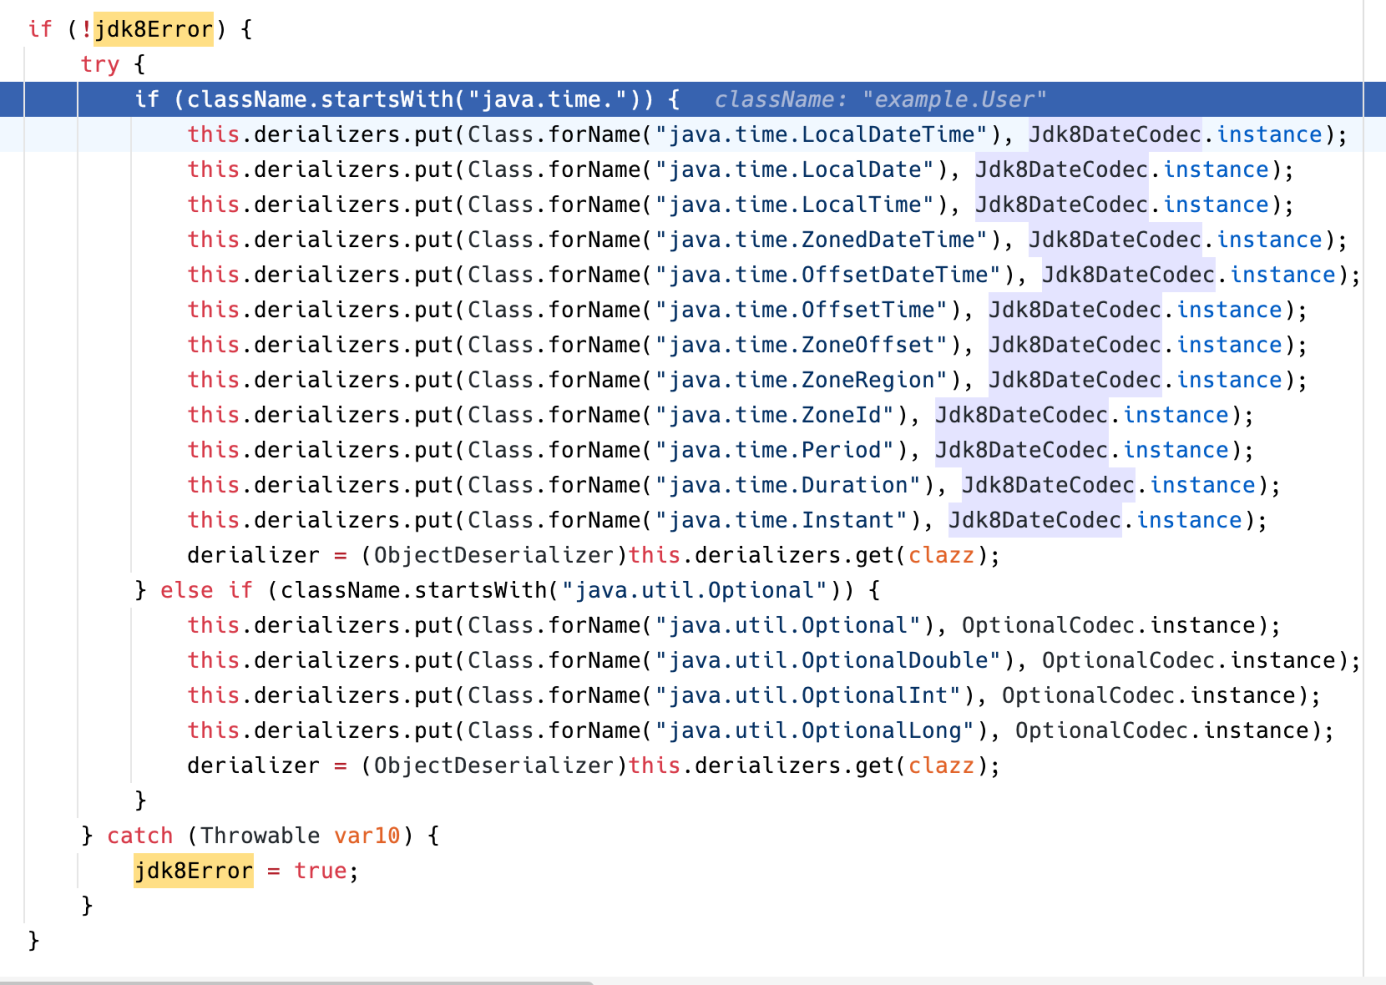 if (!jdk8Error) {
try {
if (className.startsWith("java.time.")) { className: "example.User"
this.derializers.put(Class.forName("java.time.LocalDateTime"), Jdk8DateCodec.instance);
this.derializers.put(Class.forName("java.time.LocalDate"), Jdk8DateCodec.instance);
this.derializers.put(Class.forName("java.time.LocalTime"), Jdk8DateCodec.instance);
this.derializers.put(Class.forName("java.time.ZonedDateTime"), Jdk8DateCodec.instance);
this.derializers.put(Class.forName("java.time.OffsetDateTime"), Jdk8DateCodec.instance);
this.derializers.put(Class.forName("java.time.OffsetTime"), Jdk8DateCodec.instance);
this.derializers.put(Class.forName("java.time.ZoneOffset"), Jdk8DateCodec.instance);
this.derializers.put(Class.forName("java.time.ZoneRegion"), Jdk8DateCodec.instance);
this.derializers.put(Class.forName("java.time.ZoneId"), Jdk8DateCodec.instance);
this.derializers.put(Class.forName("java.time.Period"), Jdk8DateCodec.instance);
this.derializers.put(Class.forName("java.time.Duration"), Jdk8DateCodec.instance);
this.derializers.put(Class.forName("java.time.Instant"), Jdk8DateCodec.instance);
derializer = (ObjectDeserializer)this.derializers.get(clazz);
} else if (className.startsWith("java.util.Optional")) {
this.derializers.put(Class.forName("java.util.Optional"), OptionalCodec.instance);
this.derializers.put(Class.forName("java.util.OptionalDouble"), OptionalCodec.instance);
this.derializers.put(Class.forName("java.util.OptionalInt"), OptionalCodec.instance);
this.derializers.put(Class.forName("java.util.OptionalLong"), OptionalCodec.instance);
derializer = (ObjectDeserializer)this.derializers.get(clazz);
}
} catch (Throwable var10) {
jdk8Error = true;
}
}